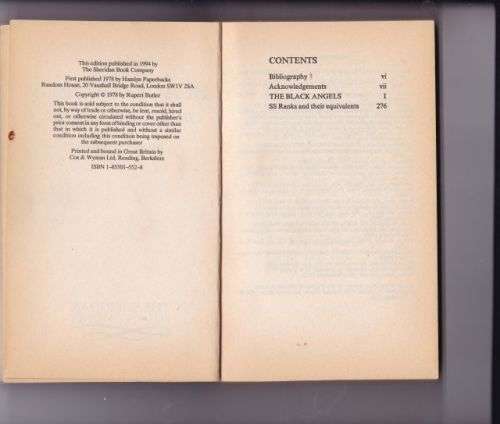 This edition published in 1994 by
The Sheridan Book Company
First published 1978 by Hamlyn Paperbacks
Random House, 20 Vauxhall Bridge Road, London SW1V 2SA
Copyright © 1978 by Rupert Butler
This book is sold subject to the condition that it shall
not, by way of trade or otherwise, be lent, resold, hired
out, or otherwise circulated without the publisher's
prior consent in any form of binding or cover other than
that in which it is published and without a similar
condition including this condition being imposed on
the subsequent purchaser
Printed and bound in Great Britain by
Cox & Wyman Ltd, Reading, Berkshire
ISBN 1-85501-552-8
CONTENTS
Bibliography vi
Acknowledgements vii
THE BLACK ANGELS 1
SS Ranks and their equivalents 276